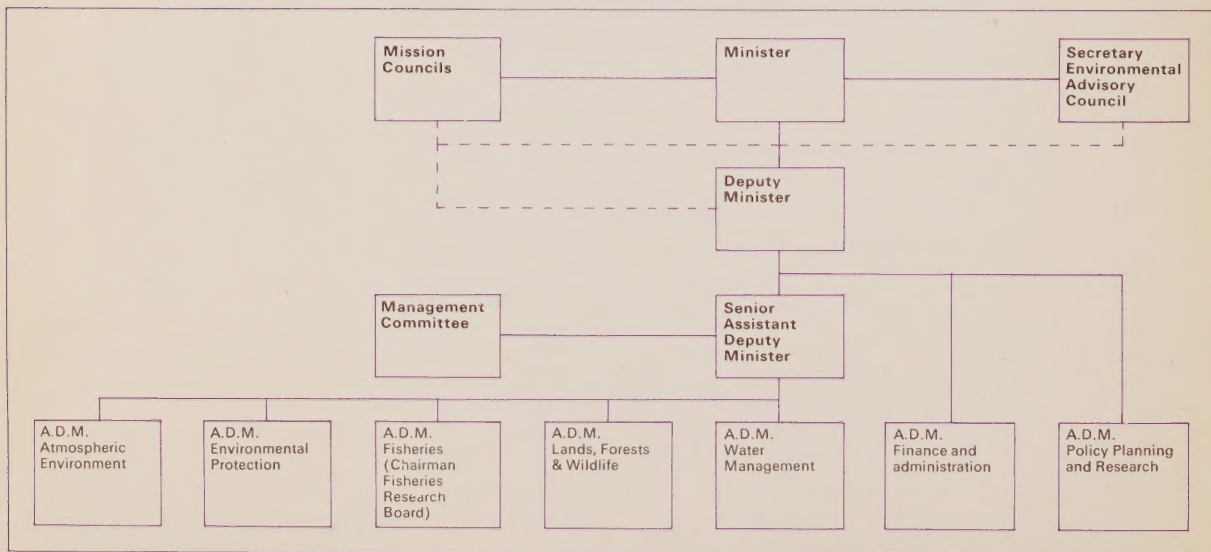 Mission
Councils
Minister
Secretary
Environmental
Advisory
Council
Deputy
Minister
Management
Committee
Senior
Assistant
Deputy
Minister
A.D.M.
Atmospheric
Environment
A.D.M.
Environmental
Protection
A.D.M.
Fisheries
(Chairman
Fisheries
Research
Board)
A.D.M.
Lands, Forests
& Wildlife
A.D.M.
Water
Management
A.D.M.
Finance and
administration
A.D.M.
Policy Planning
and Research